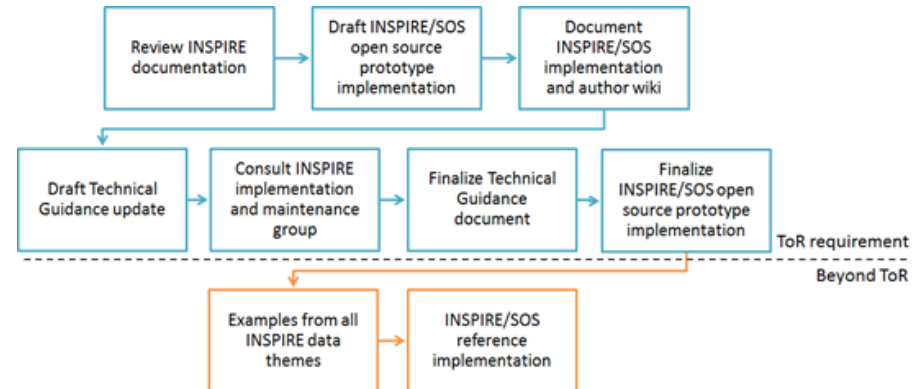 Review INSPIRE
documentation
Draft INSPIRE/SOS
open source
prototype
implementation
Document
INSPIRE/SOS
implementation
and author wiki
Draft Technical
Guidance update
Consult INSPIRE
implementation
and maintenance
group
Finalize Technical
Guidance
document
Finalize
INSPIRE/SOS open
source prototype
implementation
ToR requirement
Beyond ToR
Examples from all
INSPIRE data
themes
INSPIRE/SOS
reference
implementation